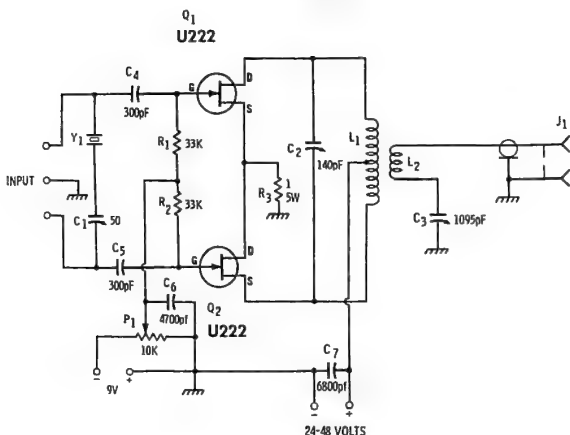 Q1
U222
C4
300pF
G
D
S
Y1
R1
33K
C2
140pF
L1
L2
J1
INPUT
R2
33K
R3
1
5W
C3
1095pF
C1
50
C5
300pF
G
D
S
C6
4700pf
Q2
U222
P1
10K
-
9V
+
C7
6800pf
-
+
24-48 VOLTS